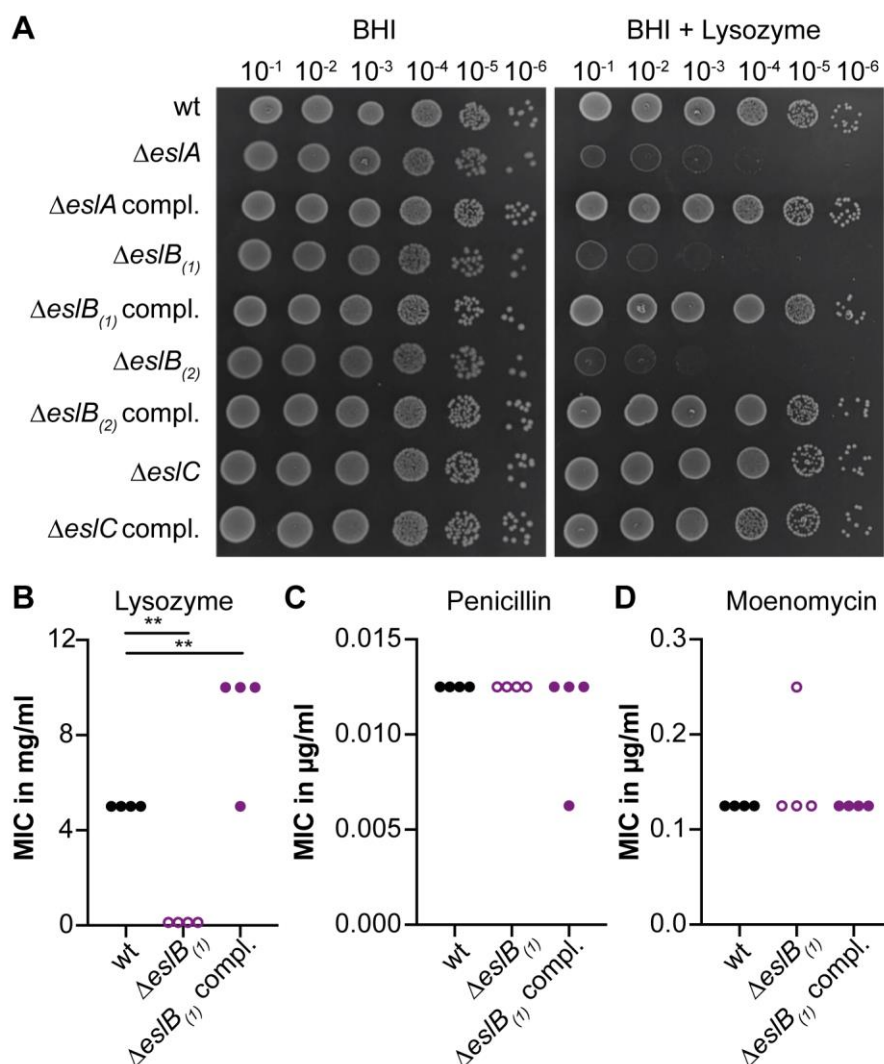 A
BHI
BHI + Lysozyme
10⁻¹ 10⁻² 10⁻³ 10⁻⁴ 10⁻⁵ 10⁻⁶
10⁻¹ 10⁻² 10⁻³ 10⁻⁴ 10⁻⁵ 10⁻⁶
wt
ΔeslA
ΔeslA compl.
ΔeslB(1)
ΔeslB(1) compl.
ΔeslB(2)
ΔeslB(2) compl.
ΔeslC
ΔeslC compl.
B
Lysozyme
**
**
12
8
4
0
MIC in mg/ml
wt
ΔeslB(1)
ΔeslB(1) compl.
C
Penicillin
0.015
0.010
0.005
0.000
MIC in µg/ml
wt
ΔeslB(1)
ΔeslB(1) compl.
D
Moenomycin
0.3
0.2
0.1
0.0
MIC in µg/ml
wt
ΔeslB(1)
ΔeslB(1) compl.